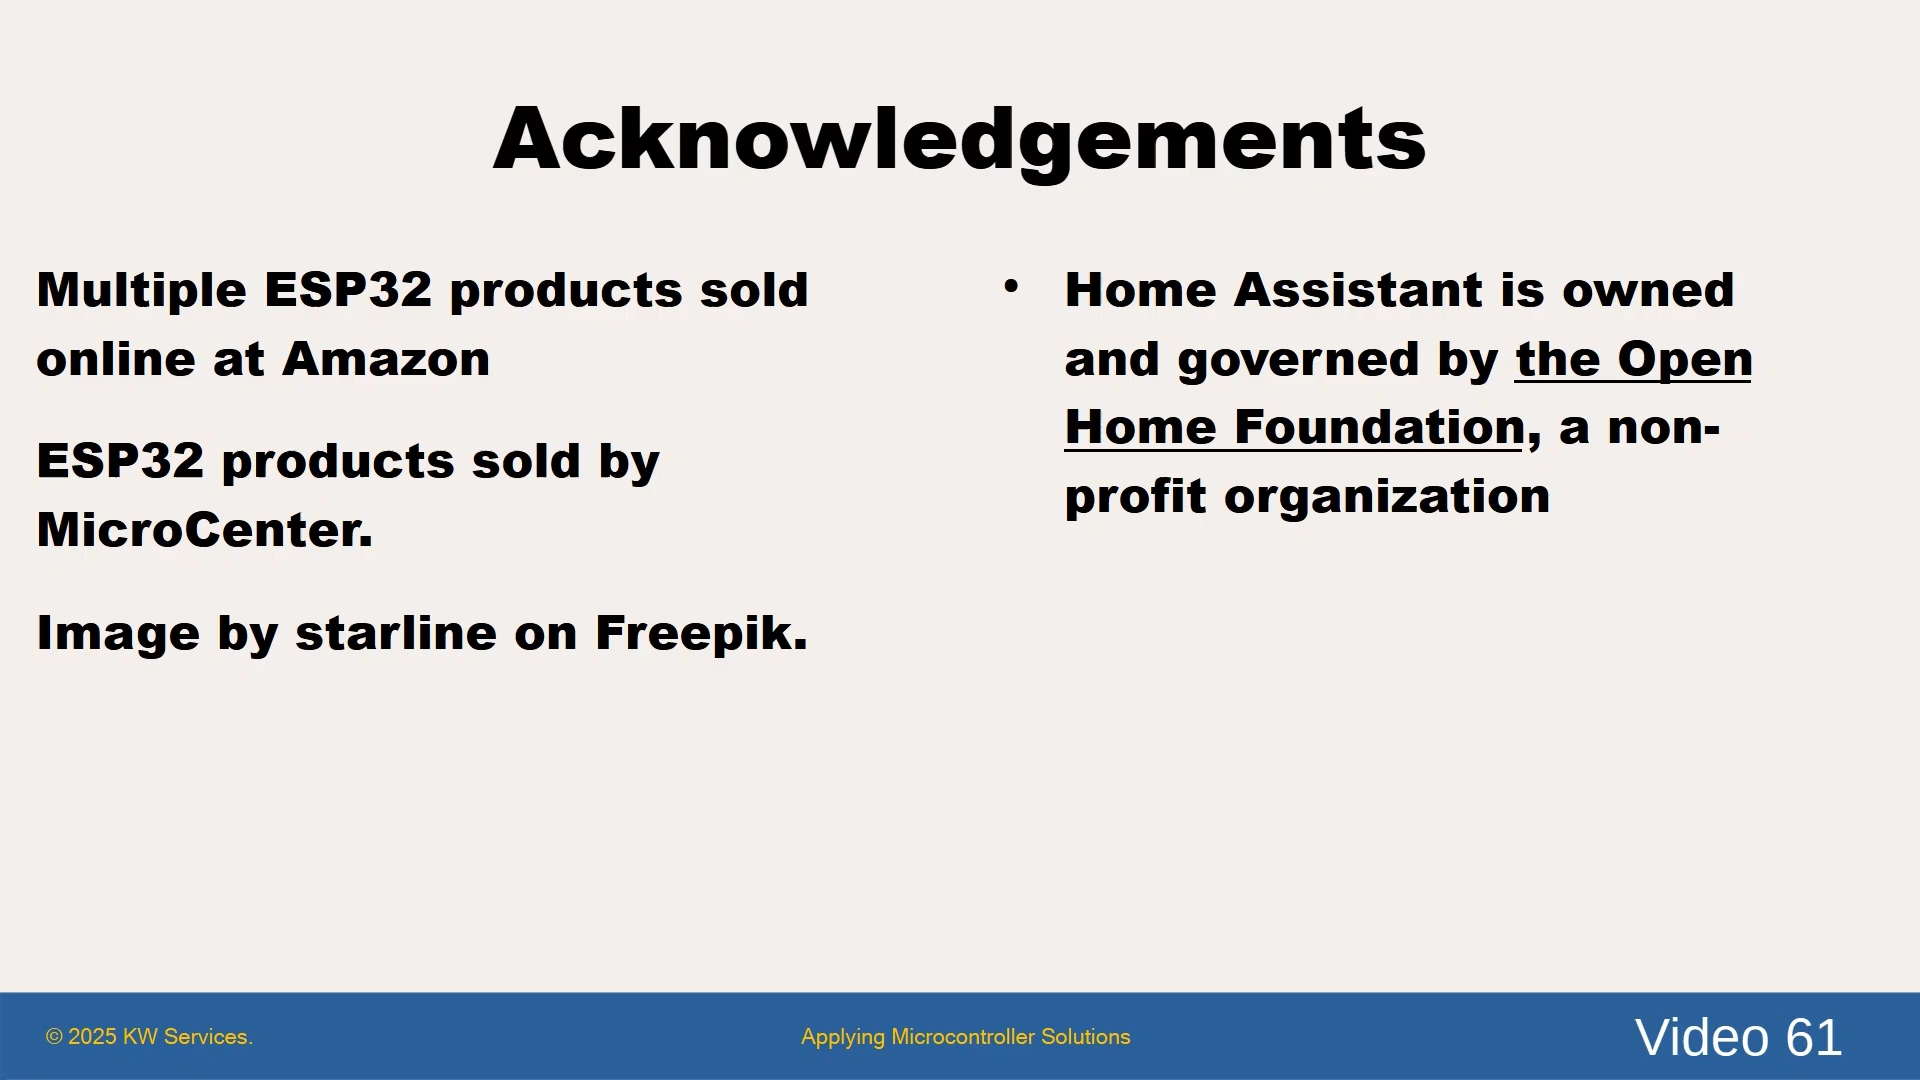 Acknowledgements
Multiple ESP32 products sold
online at Amazon
ESP32 products sold by
MicroCenter.
Image by starline on Freepik.
• Home Assistant is owned
and governed by the Open
Home Foundation, a non-
profit organization
© 2025 KW Services.
Applying Microcontroller Solutions
Video 61